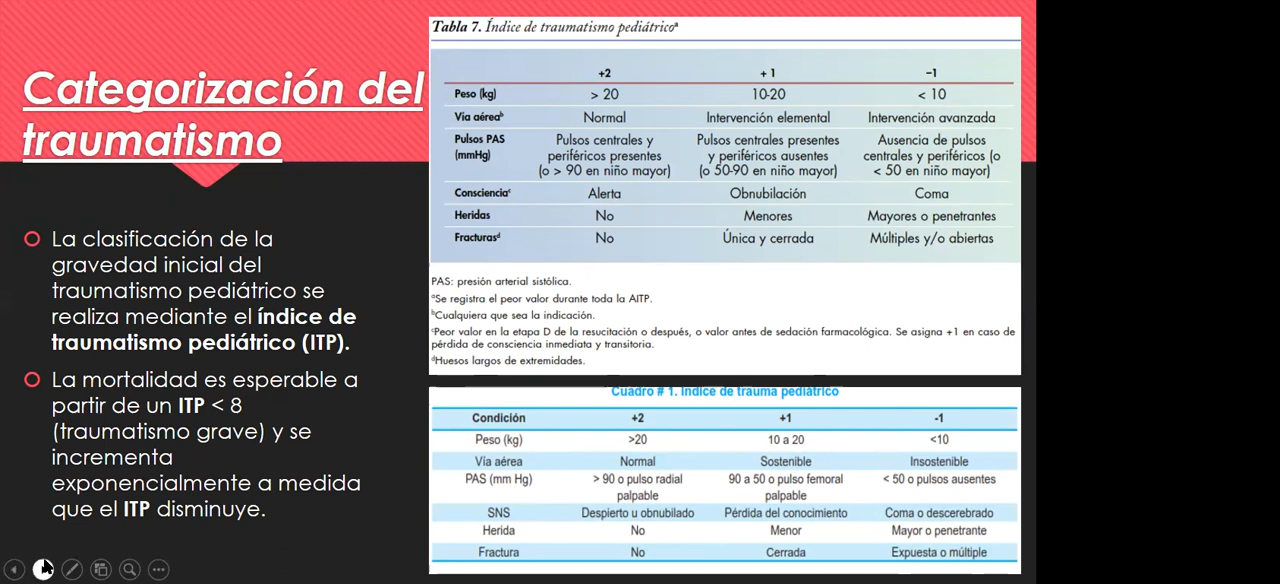 Categorización del
traumatismo
La clasificación de la
gravedad inicial del
traumatismo pediátrico se
realiza mediante el índice de
traumatismo pediátrico (ITP).
La mortalidad es esperable a
partir de un ITP < 8
(traumatismo grave) y se
incrementa
exponencialmente a medida
que el ITP disminuye.
Tabla 7. Índice de traumatismo pediátricoª
+2 + 1 −1
Peso (kg) > 20 10-20 < 10
Vía aéreaᵇ Normal Intervención elemental Intervención avanzada
Pulsos PAS Pulsos centrales y Pulsos centrales presentes Ausencia de pulsos
(mmHg) periféricos presentes y periféricos ausentes centrales y periféricos (o
(o > 90 en niño mayor) (o 50-90 en niño mayor) < 50 en niño mayor)
Conscienciaᶜ Alerta Obnubilación Coma
Heridas No Menores Mayores o penetrantes
Fracturasᵈ No Única y cerrada Múltiples y/o abiertas
PAS: presión arterial sistólica.
ªSe registra el peor valor durante toda la AITP.
ᵇCualquiera que sea la indicación.
ᶜPeor valor en la etapa D de la resucitación o después, o valor antes de sedación farmacológica. Se asigna +1 en caso de
pérdida de consciencia inmediata y transitoria.
ᵈHuesos largos de extremidades.
Cuadro # 1. Indice de trauma pediátrico
Condición +2 +1 -1
Peso (kg) >20 10 a 20 <10
Vía aérea Normal Sostenible Insostenible
PAS (mm Hg) > 90 o pulso radial 90 a 50 o pulso femoral < 50 o pulsos ausentes
palpable palpable
SNS Despierto u obnubilado Pérdida del conocimiento Coma o descerebrado
Herida No Menor Mayor o penetrante
Fractura No Cerrada Expuesta o múltiple